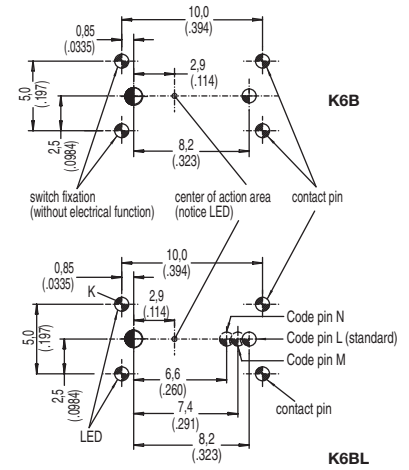 10,0
(.394)
0,85
(.0335)
2,9
(.114)
5,0
(.197)
K6B
2,5
(.0984)
8,2
(.323)
switch fixation
(without electrical function)
center of action area
(notice LED)
contact pin
10,0
(.394)
0,85
(.0335)
K
2,9
(.114)
Code pin N
5,0
(.197)
Code pin L (standard)
Code pin M
2,5
(.0984)
6,6
(.260)
7,4
(.291)
contact pin
LED
8,2
(.323)
K6BL